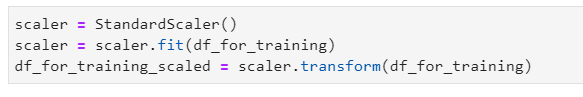 scaler = StandardScaler()
scaler = scaler.fit(df_for_training)
df_for_training_scaled = scaler.transform(df_for_training)